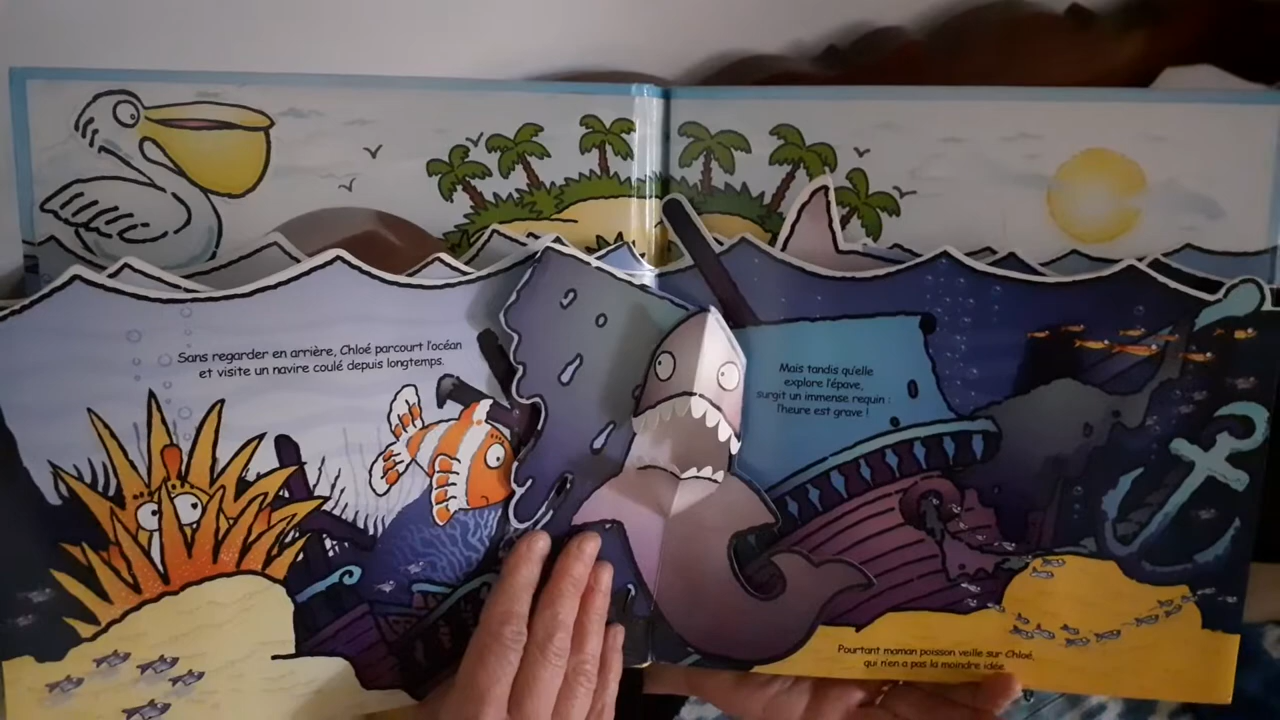 Sans regarder en arrière, Chloé parcourt l'océan
et visite un navire coulé depuis longtemps.
Mais tandis qu'elle
explore l'épave,
surgit un immense requin :
l'heure est grave !
Pourtant maman poisson veille sur Chloé,
qui n'en a pas la moindre idée.